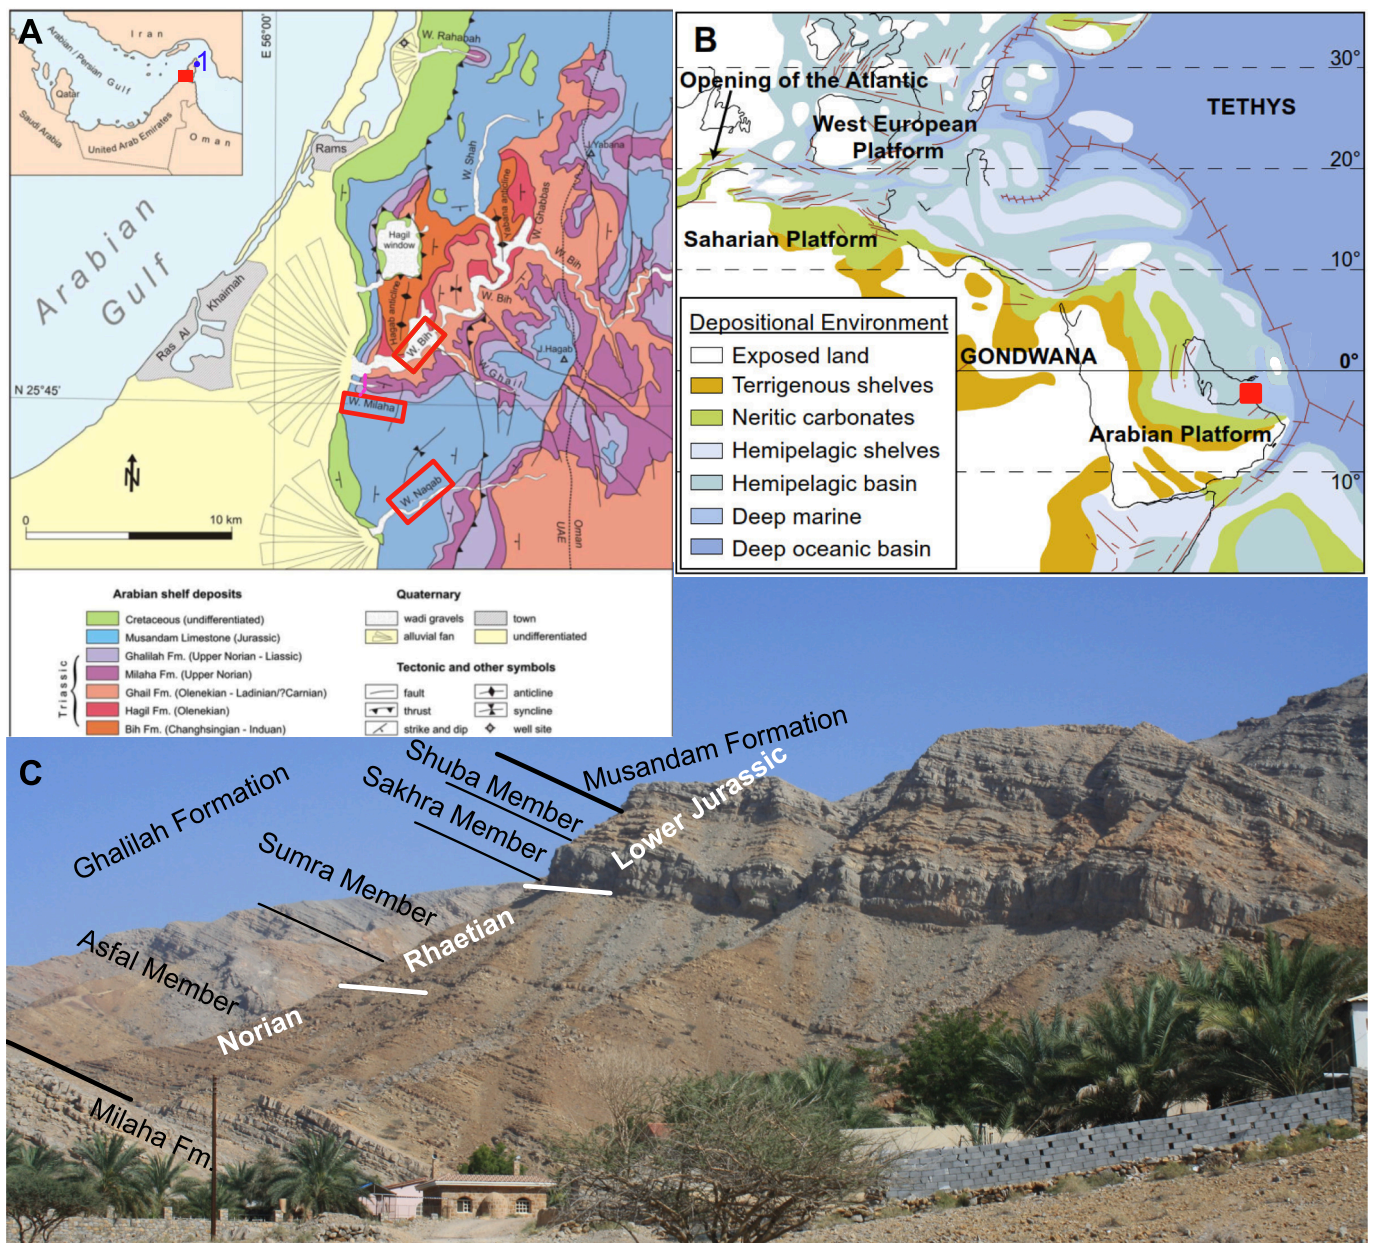 A
Iran
Arabian / Persian Gulf
1
Qatar
Saudi Arabia
United Arab Emirates
Oman
E 56°00'
W. Rahabah
Rams
W. Shah
J.Yabana
Yabana anticline
W. Ghabbas
Hagil
window
W. Bih
W. Bih
Hagab anticline
W. Bih
W. Ghail
J.Hagab
Arabian
Gulf
Ras Al
Khaimah
N 25°45'
W. Milaha
W. Naqab
N
0
10 km
UAE
Oman
Arabian shelf deposits
Cretaceous (undifferentiated)
Musandam Limestone (Jurassic)
Triassic
Ghalilah Fm. (Upper Norian - Liassic)
Milaha Fm. (Upper Norian)
Ghail Fm. (Olenekian - Ladinian/?Carnian)
Hagil Fm. (Olenekian)
Bih Fm. (Changhsingian - Induan)
Quaternary
wadi gravels
town
alluvial fan
undifferentiated
Tectonic and other symbols
fault
anticline
thrust
syncline
strike and dip
well site
B
Opening of the Atlantic
West European
Platform
TETHYS
30°
20°
10°
0°
10°
Saharian Platform
GONDWANA
Arabian Platform
Depositional Environment
Exposed land
Terrigenous shelves
Neritic carbonates
Hemipelagic shelves
Hemipelagic basin
Deep marine
Deep oceanic basin
C
Ghalilah Formation
Musandam Formation
Shuba Member
Sakhra Member
Lower Jurassic
Sumra Member
Rhaetian
Asfal Member
Norian
Milaha Fm.